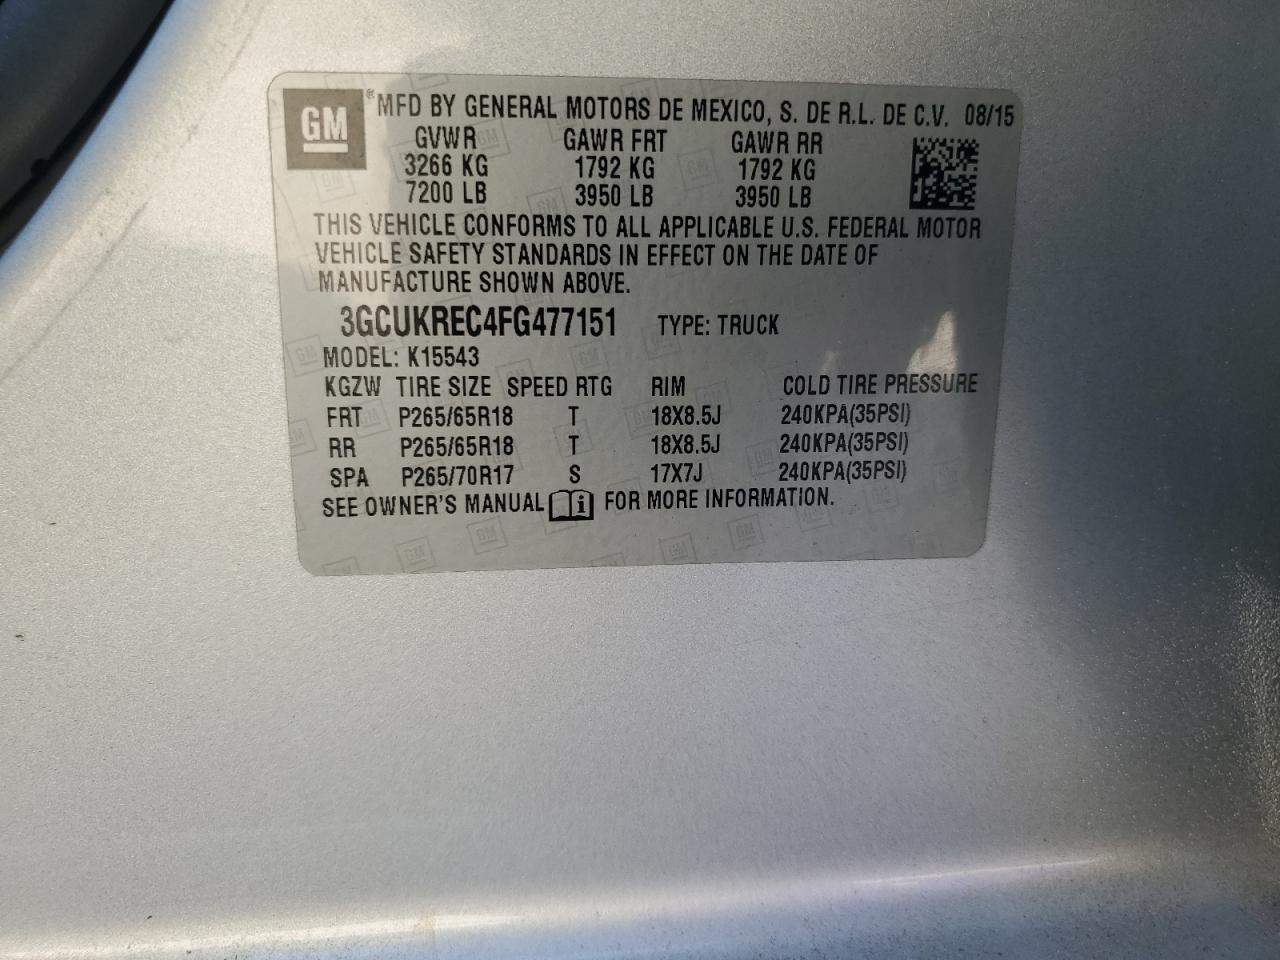 GM ® MFD BY GENERAL MOTORS DE MEXICO, S. DE R.L. DE C.V. 08/15
GVWR GAWR FRT GAWR RR
3266 KG 1792 KG 1792 KG
7200 LB 3950 LB 3950 LB
THIS VEHICLE CONFORMS TO ALL APPLICABLE U.S. FEDERAL MOTOR
VEHICLE SAFETY STANDARDS IN EFFECT ON THE DATE OF
MANUFACTURE SHOWN ABOVE.
3GCUKREC4FG477151 TYPE: TRUCK
MODEL: K15543
KGZW TIRE SIZE SPEED RTG RIM COLD TIRE PRESSURE
FRT P265/65R18 T 18X8.5J 240KPA(35PSI)
RR P265/65R18 T 18X8.5J 240KPA(35PSI)
SPA P265/70R17 S 17X7J 240KPA(35PSI)
SEE OWNER'S MANUAL i FOR MORE INFORMATION.